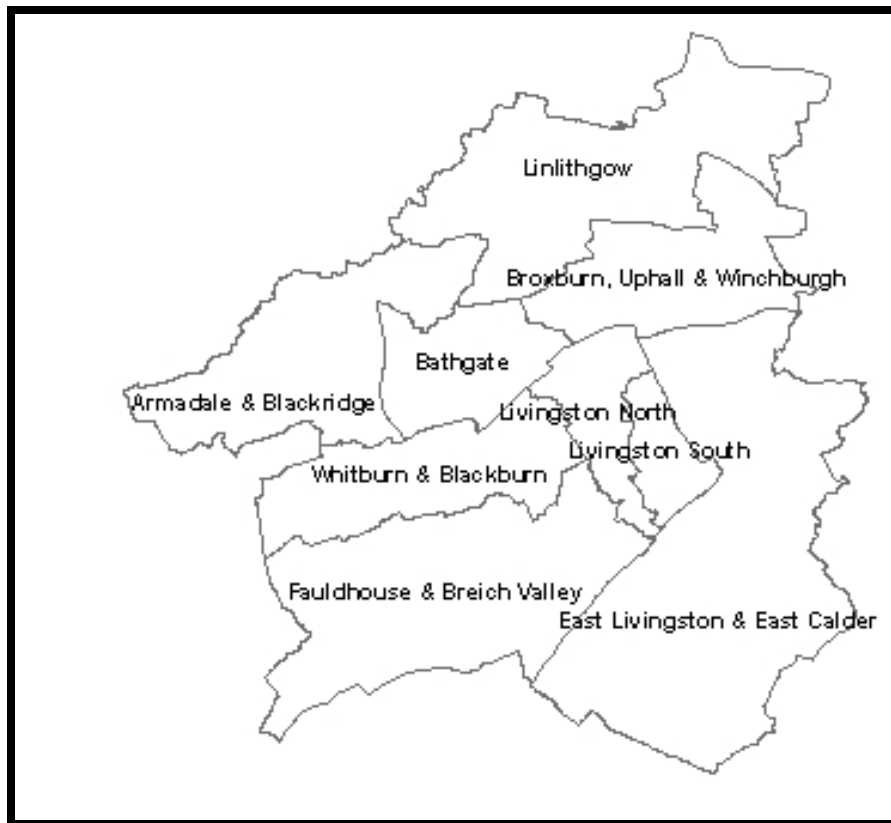 Linlithgow
Broxburn, Uphall & Winchburgh
Bathgate
Armadale & Blackridge
Livingston North
Livingston South
Whitburn & Blackburn
Fauldhouse & Breich Valley
East Livingston & East Calder